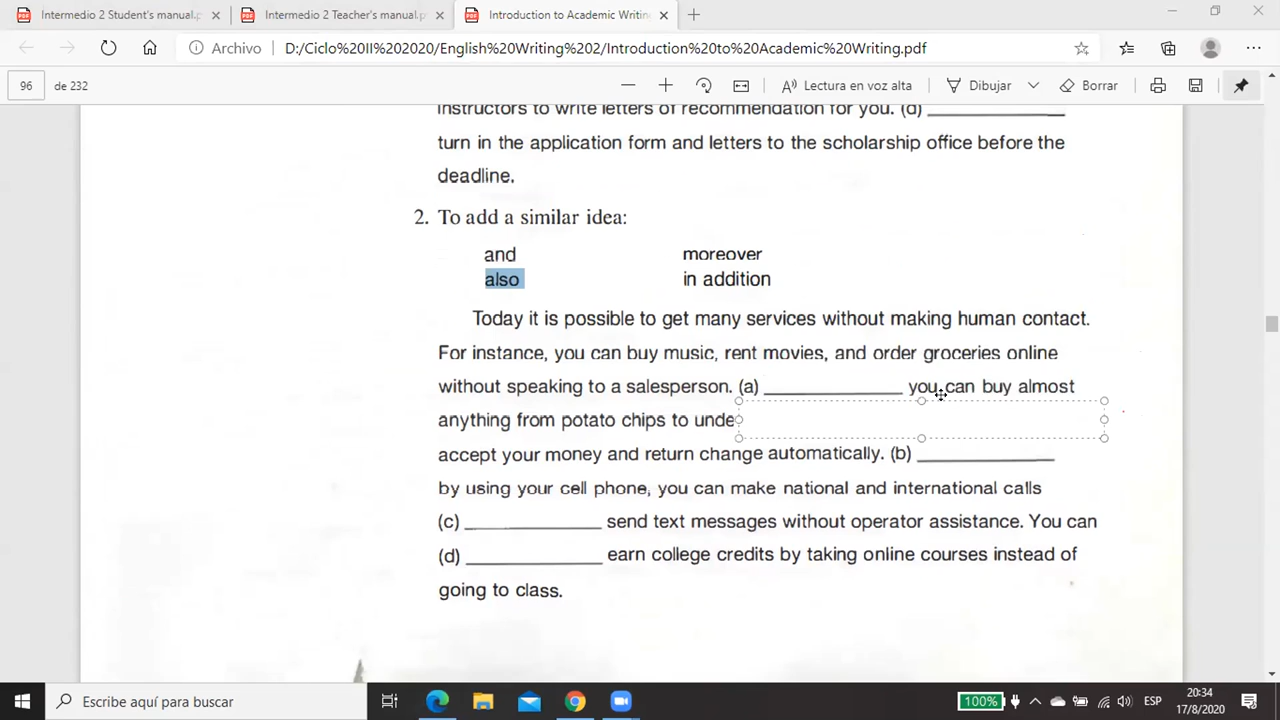 Intermedio 2 Student's manual.p
Intermedio 2 Teacher's manual.p
Introduction to Academic Writin
Archivo
D:/Ciclo%20II%202020/English%20Writing%202/Introduction%20to%20Academic%20Writing.pdf
96 de 232
Lectura en voz alta
Dibujar
Borrar
instructors to write letters of recommendation for you. (d) ____________
turn in the application form and letters to the scholarship office before the
deadline.
2. To add a similar idea:
and moreover
also in addition
Today it is possible to get many services without making human contact.
For instance, you can buy music, rent movies, and order groceries online
without speaking to a salesperson. (a) ____________ you can buy almost
anything from potato chips to unde
accept your money and return change automatically. (b) ____________
by using your cell phone, you can make national and international calls
(c) ____________ send text messages without operator assistance. You can
(d) ____________ earn college credits by taking online courses instead of
going to class.
Escribe aquí para buscar
100%
ESP
20:34
17/8/2020